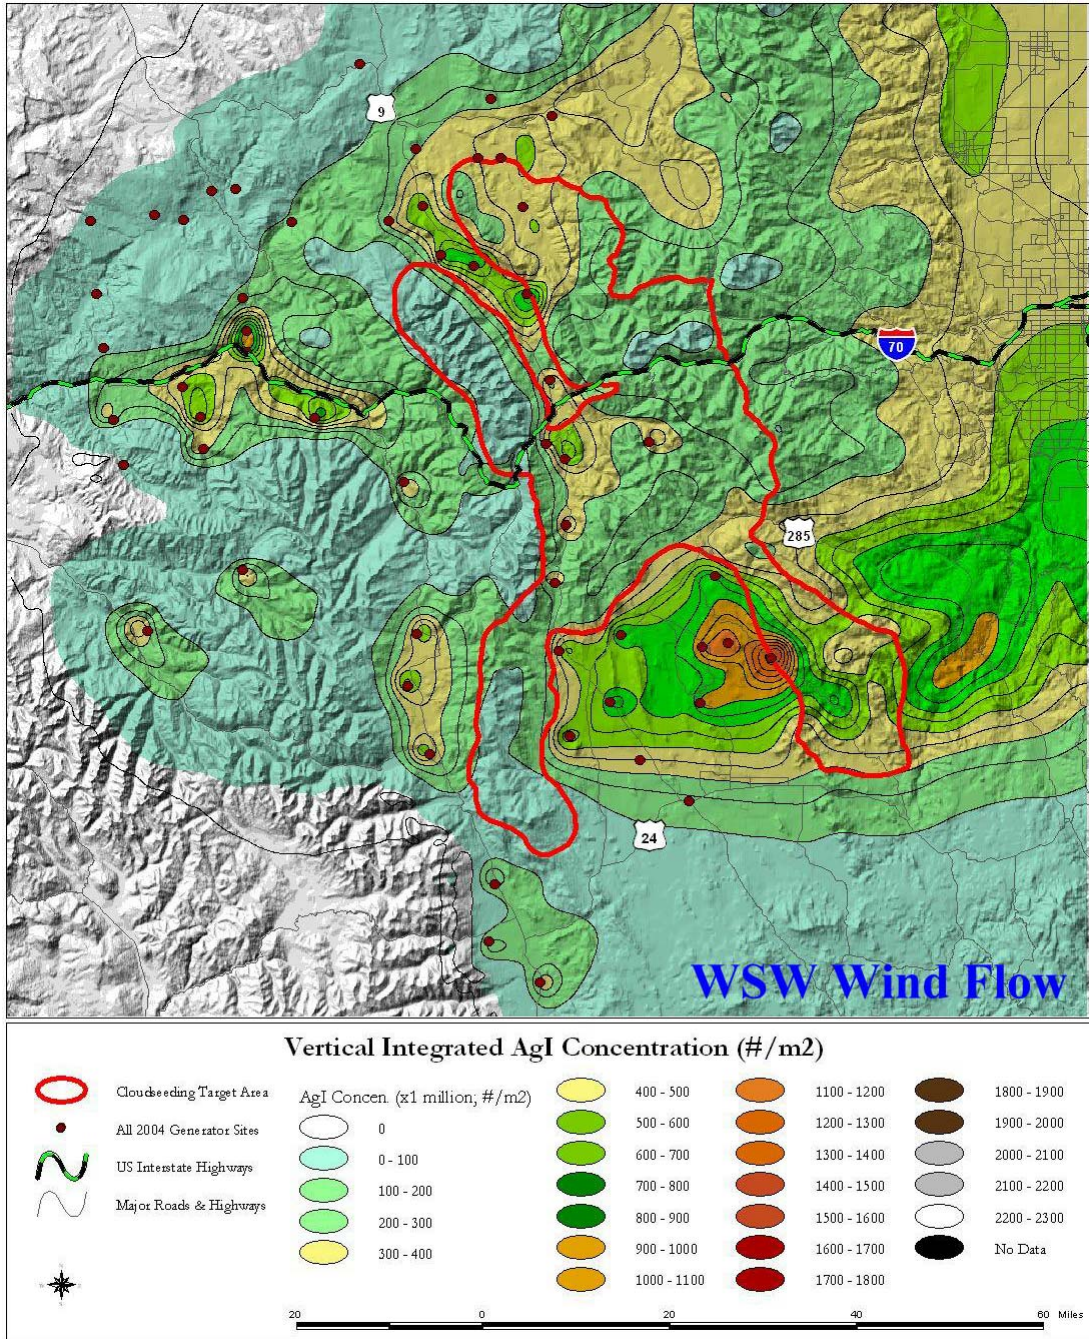 9
70
285
24
WSW Wind Flow
Vertical Integrated AgI Concentration (#/m2)
Cloudseeding Target Area
All 2004 Generator Sites
US Interstate Highways
Major Roads & Highways
AgI Concen. (x1 million; #/m2)
0
0 - 100
100 - 200
200 - 300
300 - 400
400 - 500
500 - 600
600 - 700
700 - 800
800 - 900
900 - 1000
1000 - 1100
1100 - 1200
1200 - 1300
1300 - 1400
1400 - 1500
1500 - 1600
1600 - 1700
1700 - 1800
1800 - 1900
1900 - 2000
2000 - 2100
2100 - 2200
2200 - 2300
No Data
20 0 20 40 60 Miles